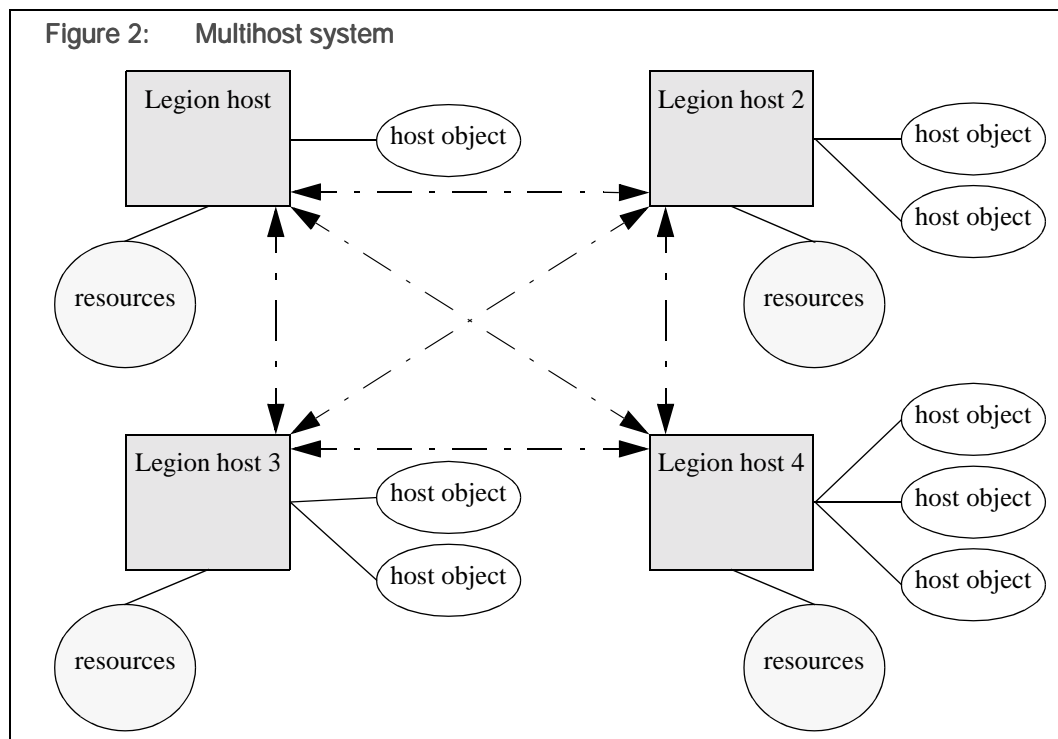 Figure 2: Multihost system
Legion host
host object
resources
Legion host 2
host object
host object
resources
Legion host 3
host object
host object
resources
Legion host 4
host object
host object
host object
resources